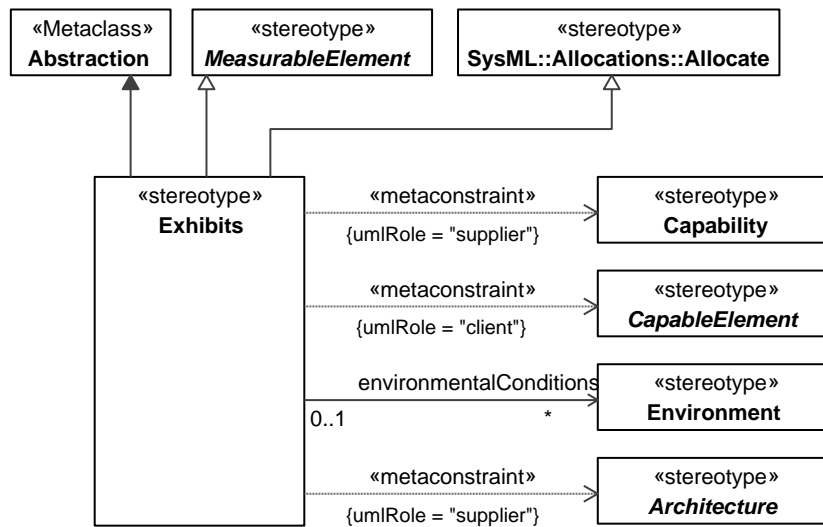 «Metaclass»
Abstraction
«stereotype»
MeasurableElement
«stereotype»
SysML::Allocations::Allocate
«stereotype»
Exhibits
«metaconstraint»
{umlRole = "supplier"}
«stereotype»
Capability
«metaconstraint»
{umlRole = "client"}
«stereotype»
CapableElement
environmentalConditions
0..1
*
«stereotype»
Environment
«metaconstraint»
{umlRole = "supplier"}
«stereotype»
Architecture